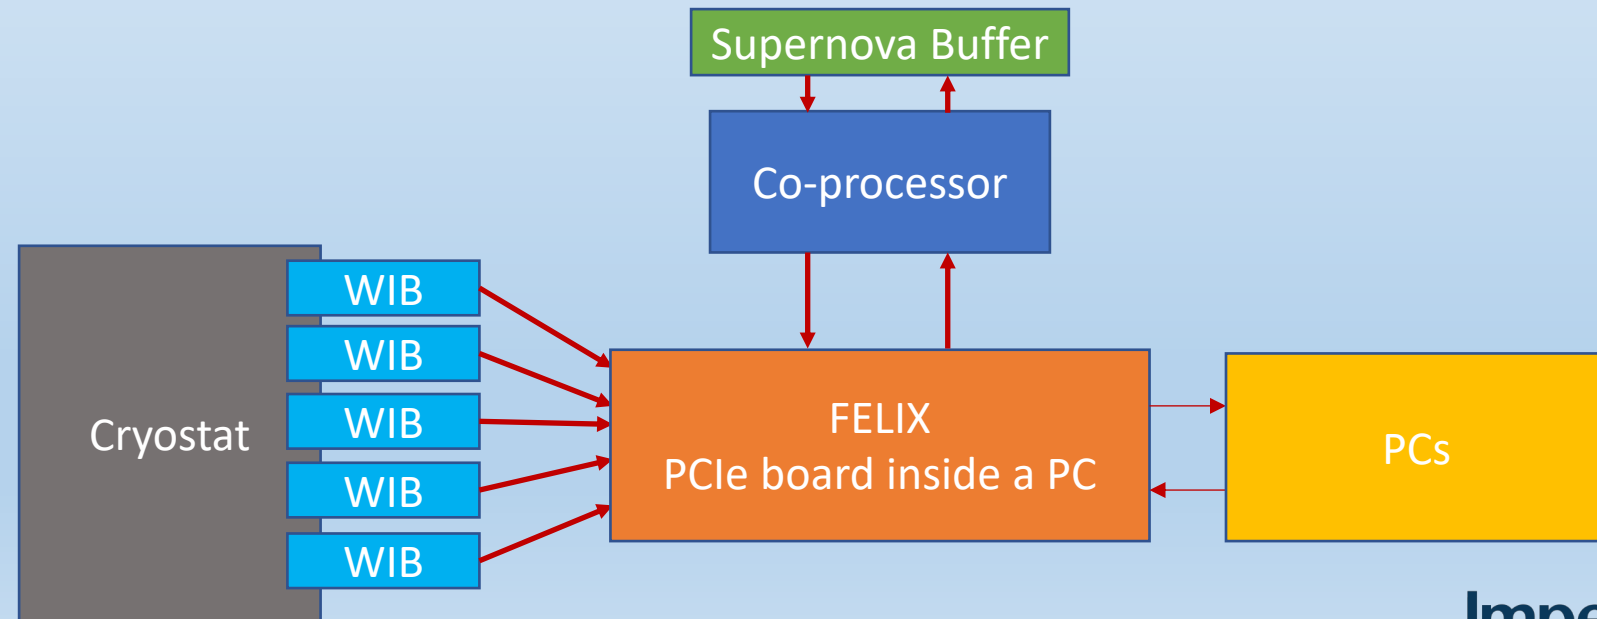 Supernova Buffer
Co-processor
WIB
WIB
WIB
WIB
WIB
Cryostat
FELIX
PCIe board inside a PC
PCs